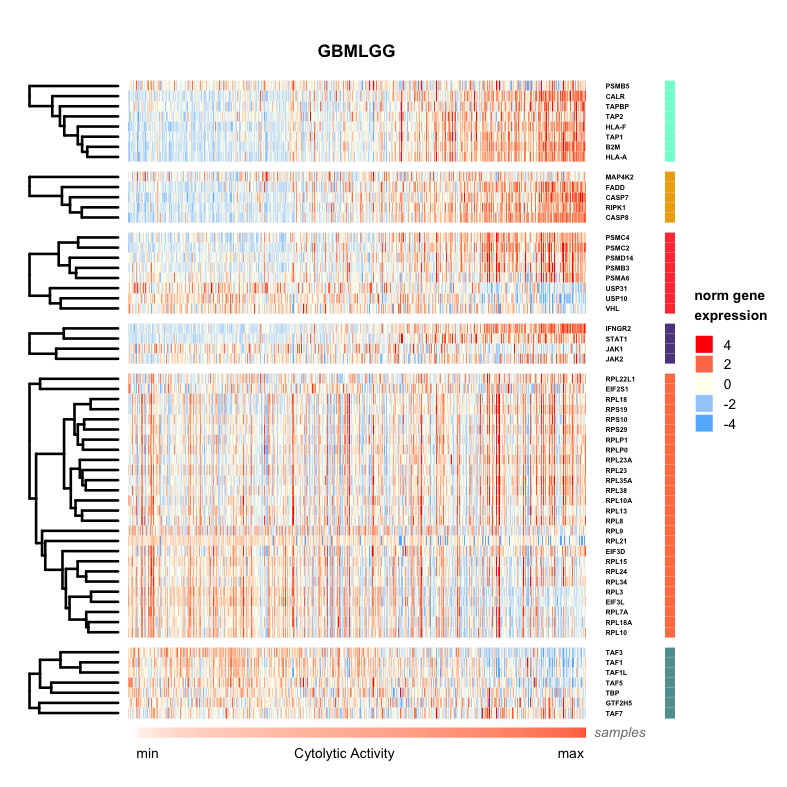 GBMLGG
PSMB5
CALR
TAPBP
TAP2
HLA-F
TAP1
B2M
HLA-A
MAP4K2
FADD
CASP7
RIPK1
CASP8
PSMC4
PSMC2
PSMD14
PSMB3
PSMA6
USP31
USP10
VHL
IFNGR2
STAT1
JAK1
JAK2
RPL22L1
EIF2S1
RPL18
RPS19
RPS10
RPS29
RPLP1
RPLP0
RPL23A
RPL23
RPL35A
RPL38
RPL10A
RPL13
RPL8
RPL9
RPL21
EIF3D
RPL15
RPL24
RPL34
RPL3
EIF3L
RPL7A
RPL18A
RPL10
TAF3
TAF1
TAF1L
TAF5
TBP
GTF2H5
TAF7
norm gene
expression
4
2
0
-2
-4
samples
min Cytolytic Activity max